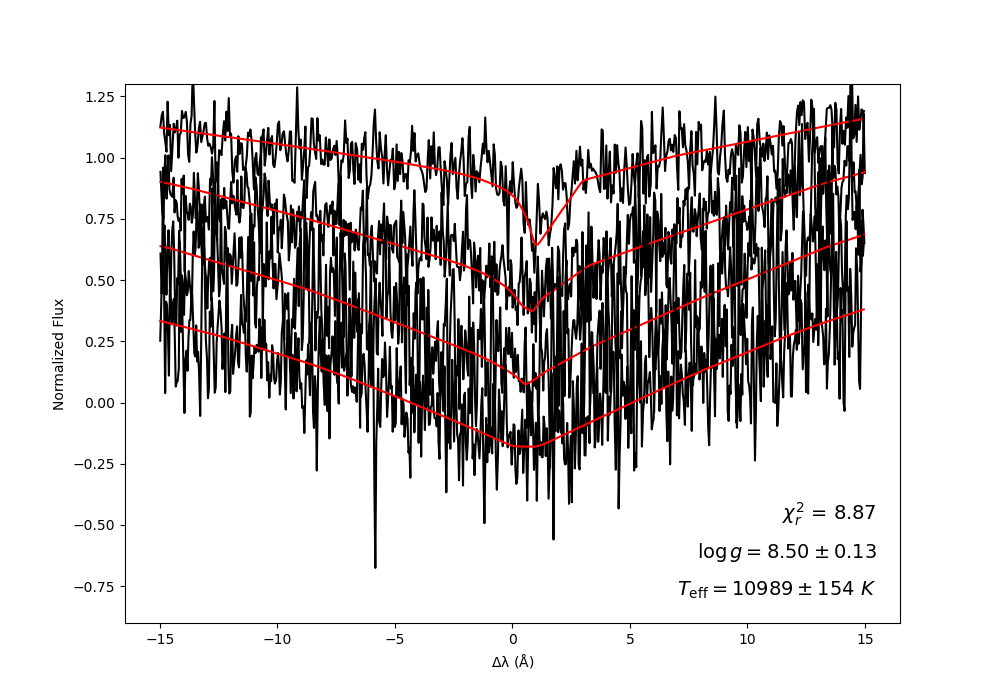 Normalized Flux
1.25
1.00
0.75
0.50
0.25
0.00
−0.25
−0.50
−0.75
χ²ᵣ = 8.87
log g = 8.50 ± 0.13
T_eff = 10989 ± 154 K
−15 −10 −5 0 5 10 15
Δλ (Å)